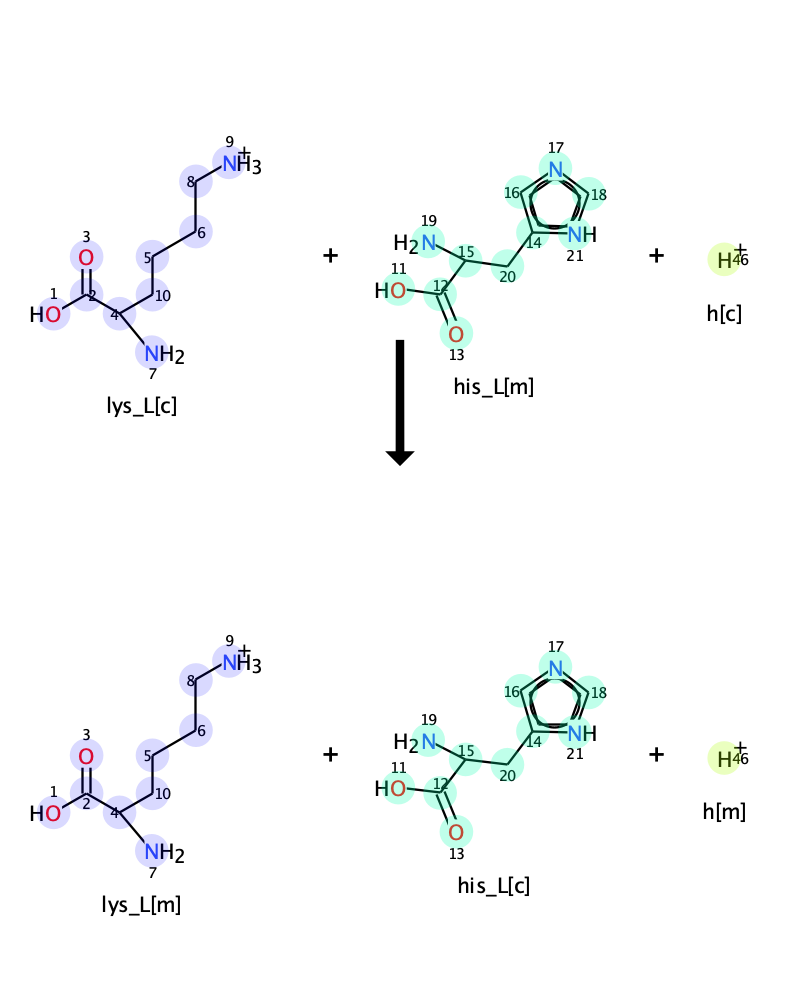 9
NH3+
8
3
O
6
5
1
2
HO
4
10
NH2
7
lys_L[c]
+
17
N
16
18
19
H2N
NH
14
21
15
11
HO
12
20
O
13
his_L[m]
+
H+
46
h[c]
9
NH3+
8
3
O
6
5
1
2
HO
4
10
NH2
7
lys_L[m]
+
17
N
16
18
19
H2N
NH
14
21
15
11
HO
12
20
O
13
his_L[c]
+
H+
46
h[m]